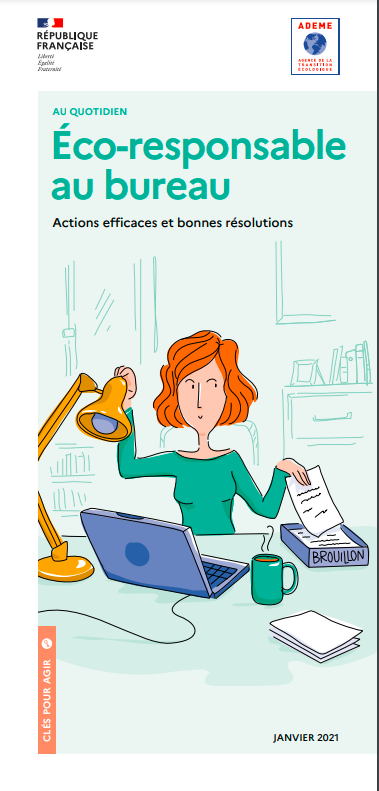 RÉPUBLIQUE
FRANÇAISE
Liberté
Égalité
Fraternité
ADEME
AGENCE DE LA
TRANSITION
ÉCOLOGIQUE
AU QUOTIDIEN
Éco-responsable
au bureau
Actions efficaces et bonnes résolutions
BROUILLON
CLÉS POUR AGIR
JANVIER 2021